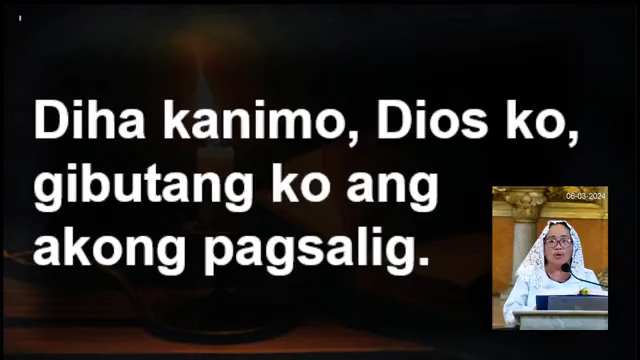 Diha kanimo, Dios ko,
gibutang ko ang
akong pagsalig.
06-03-2024